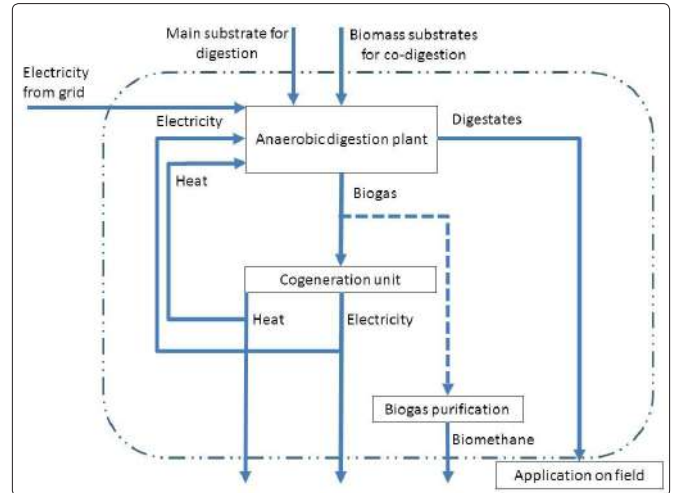 Main substrate for
digestion
Biomass substrates
for co-digestion
Electricity
from grid
Electricity
Anaerobic digestion plant
Digestates
Heat
Biogas
Cogeneration unit
Heat
Electricity
Biogas purification
Biomethane
Application on field